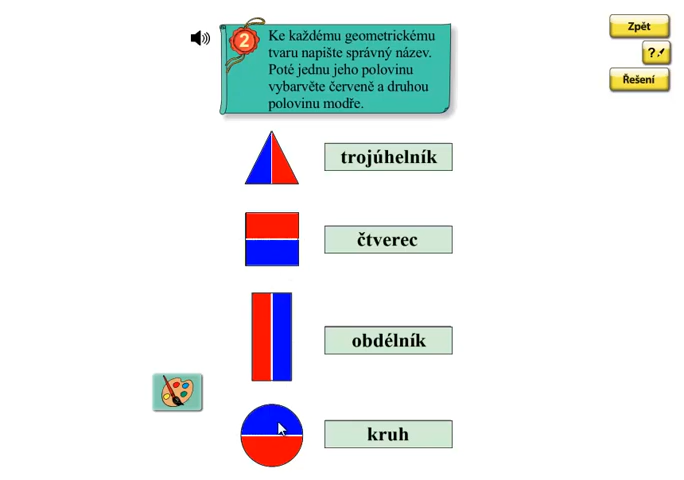 Zpět
2
Ke každému geometrickému
tvaru napište správný název.
Poté jednu jeho polovinu
vybarvěte červeně a druhou
polovinu modře.
?
Řešení
trojúhelník
čtverec
obdélník
kruh